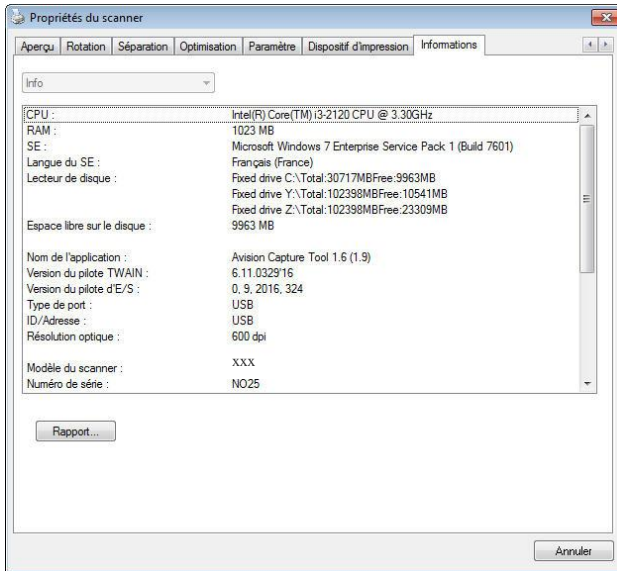 Propriétés du scanner
Aperçu Rotation Séparation Optimisation Paramètre Dispositif d'impression Informations
Info
CPU : Intel(R) Core(TM) i3-2120 CPU @ 3.30GHz
RAM : 1023 MB
SE : Microsoft Windows 7 Enterprise Service Pack 1 (Build 7601)
Langue du SE : Français (France)
Lecteur de disque : Fixed drive C:\Total:30717MBFree:9963MB
Fixed drive Y:\Total:102398MBFree:10541MB
Fixed drive Z:\Total:102398MBFree:23309MB
Espace libre sur le disque : 9963 MB
Nom de l'application : Avision Capture Tool 1.6 (1.9)
Version du pilote TWAIN : 6.11.0329'16
Version du pilote d'E/S : 0, 9, 2016, 324
Type de port : USB
ID/Adresse : USB
Résolution optique : 600 dpi
Modèle du scanner : XXX
Numéro de série : NO25
Rapport...
Annuler